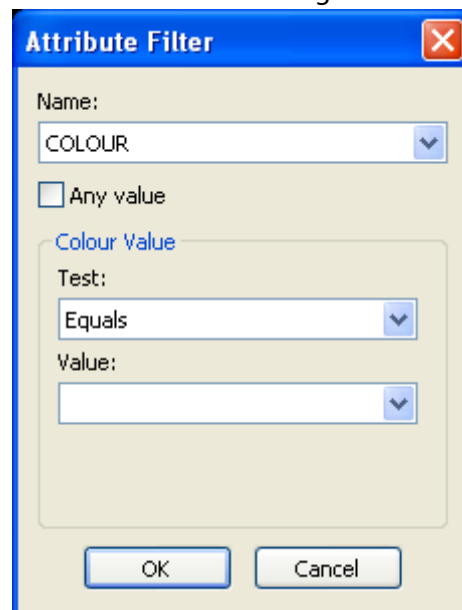 Attribute Filter
Name:
COLOUR
Any value
Colour Value
Test:
Equals
Value:
OK Cancel